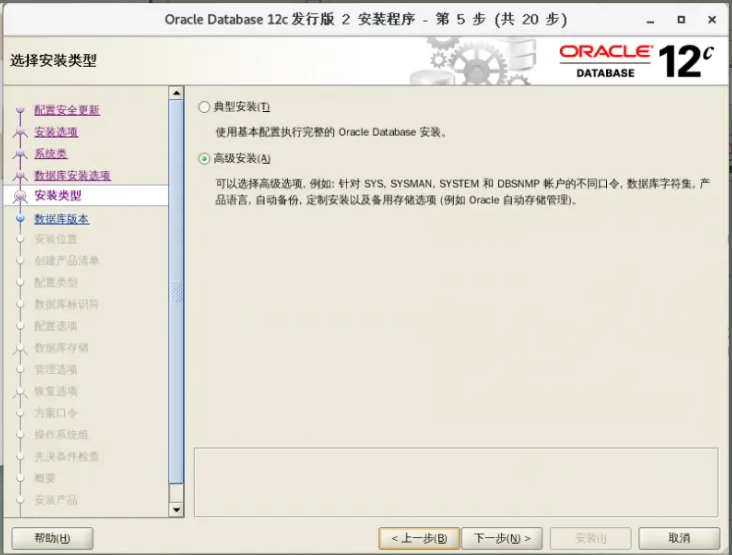 Oracle Database 12c 发行版 2 安装程序 - 第 5 步 (共 20 步)
选择安装类型
ORACLE
DATABASE
12c
配置安全更新
安装选项
系统类
数据库安装选项
安装类型
数据库版本
安装位置
创建产品清单
配置类型
数据库标识符
配置选项
数据库存储
管理选项
恢复选项
方案口令
操作系统组
先决条件检查
概要
安装产品
典型安装(T)
使用基本配置执行完整的 Oracle Database 安装。
高级安装(A)
可以选择高级选项, 例如: 针对 SYS, SYSMAN, SYSTEM 和 DBSNMP 帐户的不同口令, 数据库字符集, 产
品语言, 自动备份, 定制安装以及备用存储选项 (例如 Oracle 自动存储管理)。
帮助(H)
< 上一步(B)
下一步(N) >
安装(I)
取消